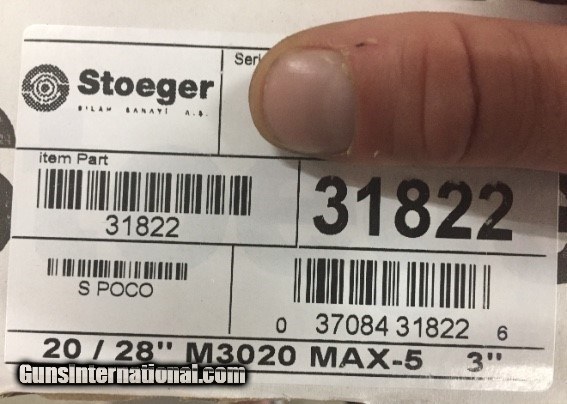 Stoeger
SİLAH SANAYİ A.Ş.
Seri
item Part
31822
31822
S POCO
0 37084 31822 6
20 / 28" M3020 MAX-5 3"
GunsInternational.com